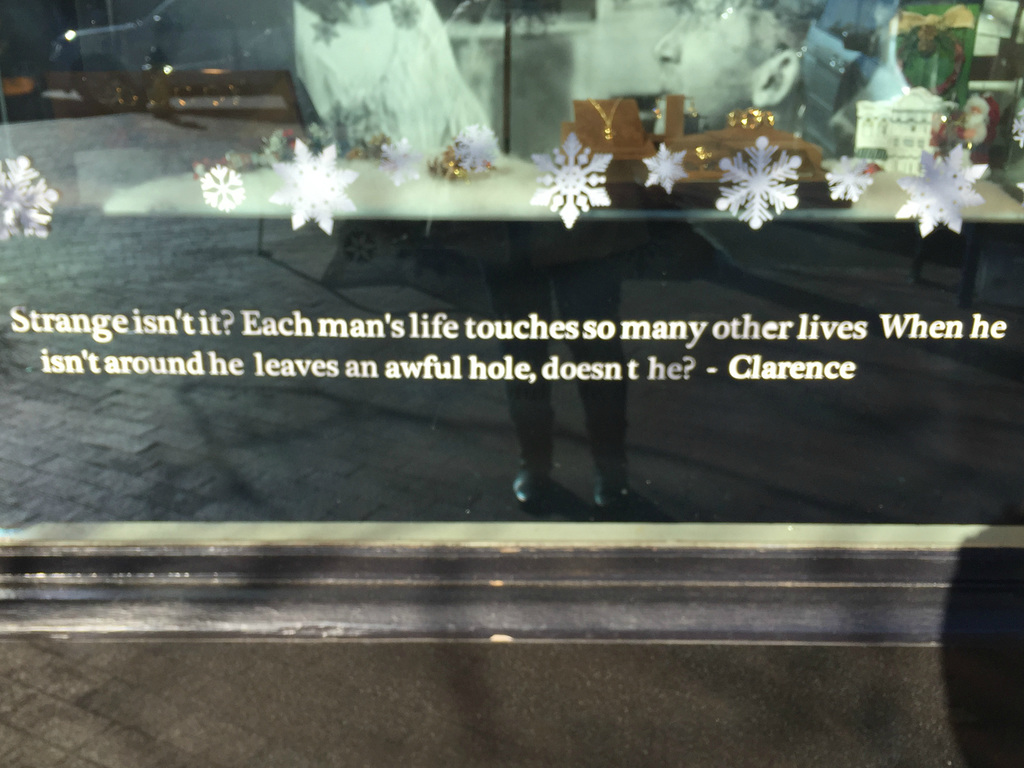 Strange isn't it? Each man's life touches so many other lives When he
isn't around he leaves an awful hole, doesn t he? - Clarence